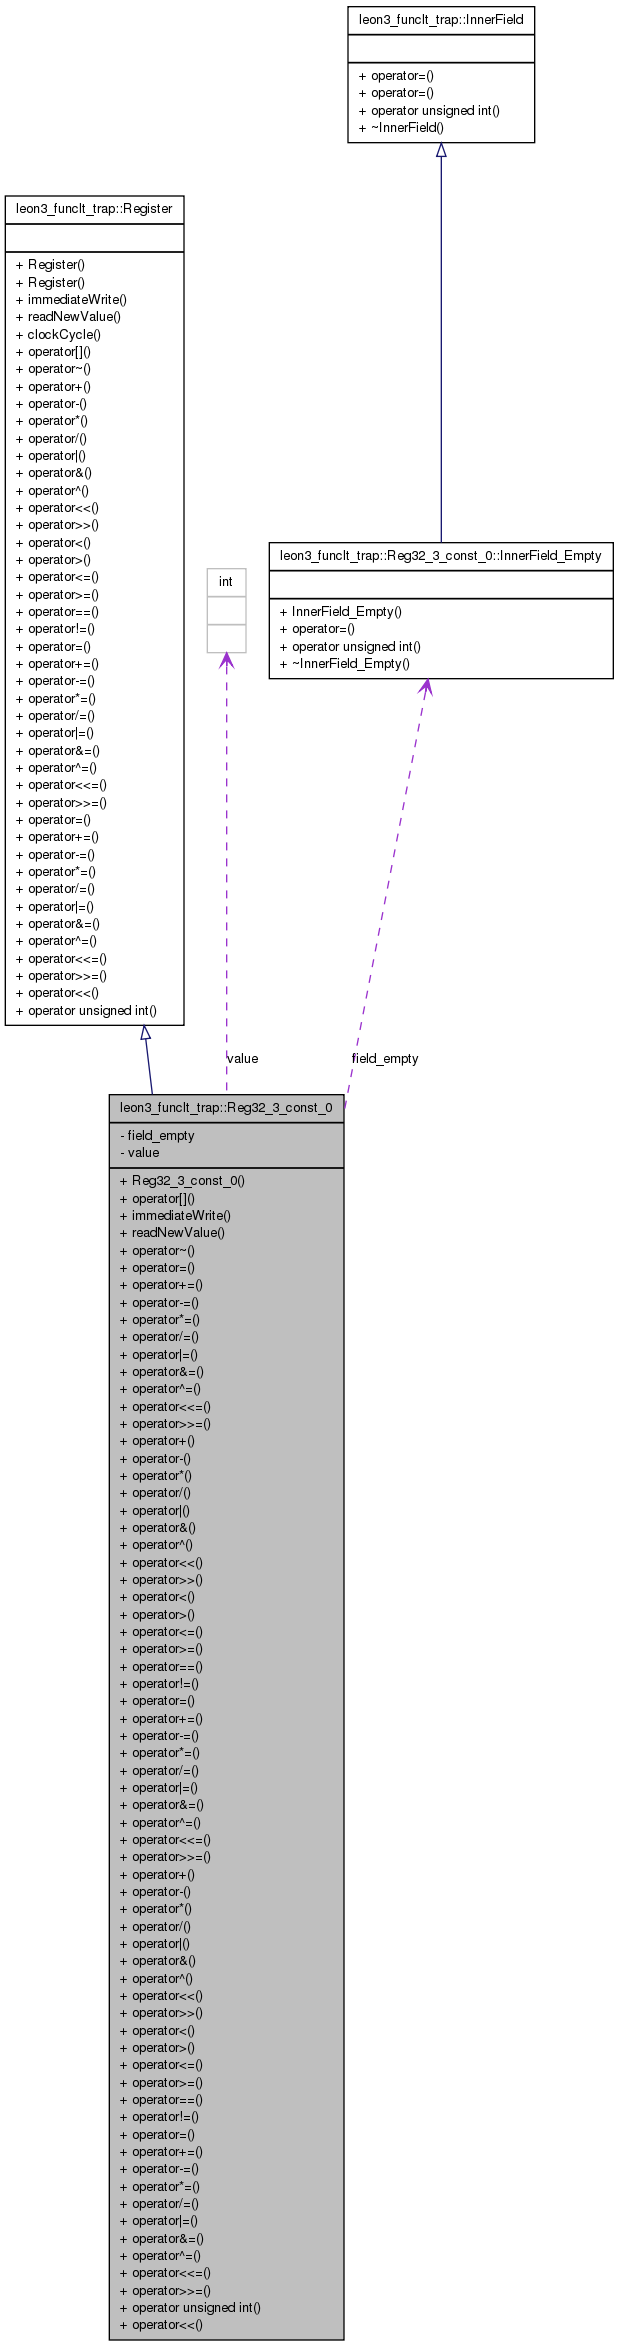 leon3_funclt_trap::InnerField
+ operator=()
+ operator=()
+ operator unsigned int()
+ ~InnerField()
leon3_funclt_trap::Register
+ Register()
+ Register()
+ immediateWrite()
+ readNewValue()
+ clockCycle()
+ operator[]()
+ operator~()
+ operator+()
+ operator-()
+ operator*()
+ operator/()
+ operator|()
+ operator&()
+ operator^()
+ operator<<()
+ operator>>()
+ operator<()
+ operator>()
+ operator<=()
+ operator>=()
+ operator==()
+ operator!=()
+ operator=()
+ operator+=()
+ operator-=()
+ operator*=()
+ operator/=()
+ operator|=()
+ operator&=()
+ operator^=()
+ operator<<=()
+ operator>>=()
+ operator=()
+ operator+=()
+ operator-=()
+ operator*=()
+ operator/=()
+ operator|=()
+ operator&=()
+ operator^=()
+ operator<<=()
+ operator>>=()
+ operator<<()
+ operator unsigned int()
int
leon3_funclt_trap::Reg32_3_const_0::InnerField_Empty
+ InnerField_Empty()
+ operator=()
+ operator unsigned int()
+ ~InnerField_Empty()
value
field_empty
leon3_funclt_trap::Reg32_3_const_0
- field_empty
- value
+ Reg32_3_const_0()
+ operator[]()
+ immediateWrite()
+ readNewValue()
+ operator~()
+ operator=()
+ operator+=()
+ operator-=()
+ operator*=()
+ operator/=()
+ operator|=()
+ operator&=()
+ operator^=()
+ operator<<=()
+ operator>>=()
+ operator+()
+ operator-()
+ operator*()
+ operator/()
+ operator|()
+ operator&()
+ operator^()
+ operator<<()
+ operator>>()
+ operator<()
+ operator>()
+ operator<=()
+ operator>=()
+ operator==()
+ operator!=()
+ operator=()
+ operator+=()
+ operator-=()
+ operator*=()
+ operator/=()
+ operator|=()
+ operator&=()
+ operator^=()
+ operator<<=()
+ operator>>=()
+ operator+()
+ operator-()
+ operator*()
+ operator/()
+ operator|()
+ operator&()
+ operator^()
+ operator<<()
+ operator>>()
+ operator<()
+ operator>()
+ operator<=()
+ operator>=()
+ operator==()
+ operator!=()
+ operator=()
+ operator+=()
+ operator-=()
+ operator*=()
+ operator/=()
+ operator|=()
+ operator&=()
+ operator^=()
+ operator<<=()
+ operator>>=()
+ operator unsigned int()
+ operator<<()